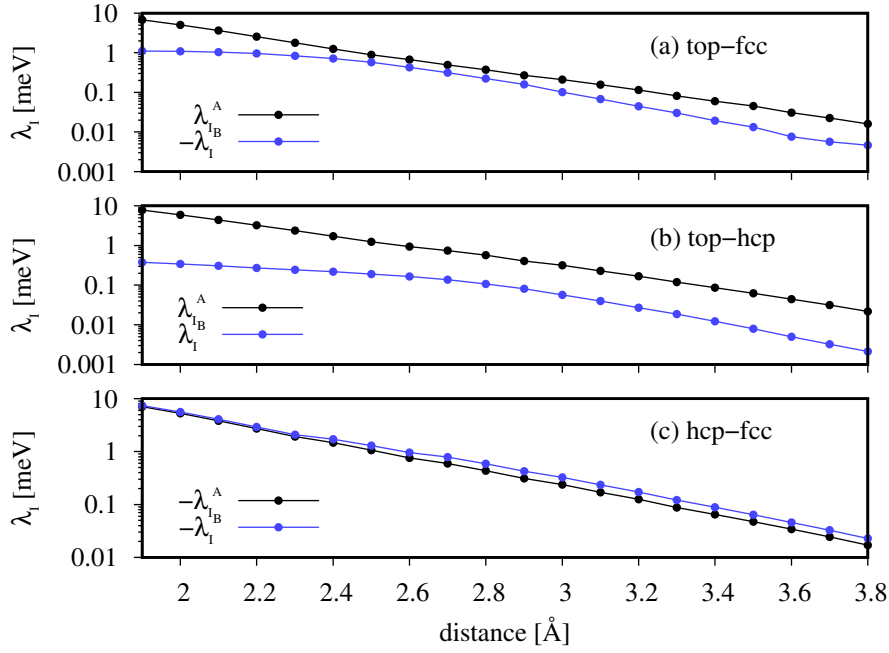 10
1
0.1
0.01
0.001
λI [meV]
(a) top−fcc
λIA
−λIB
10
1
0.1
0.01
0.001
λI [meV]
(b) top−hcp
λIA
λIB
10
1
0.1
0.01
λI [meV]
(c) hcp−fcc
−λIA
−λIB
2 2.2 2.4 2.6 2.8 3 3.2 3.4 3.6 3.8
distance [Å]